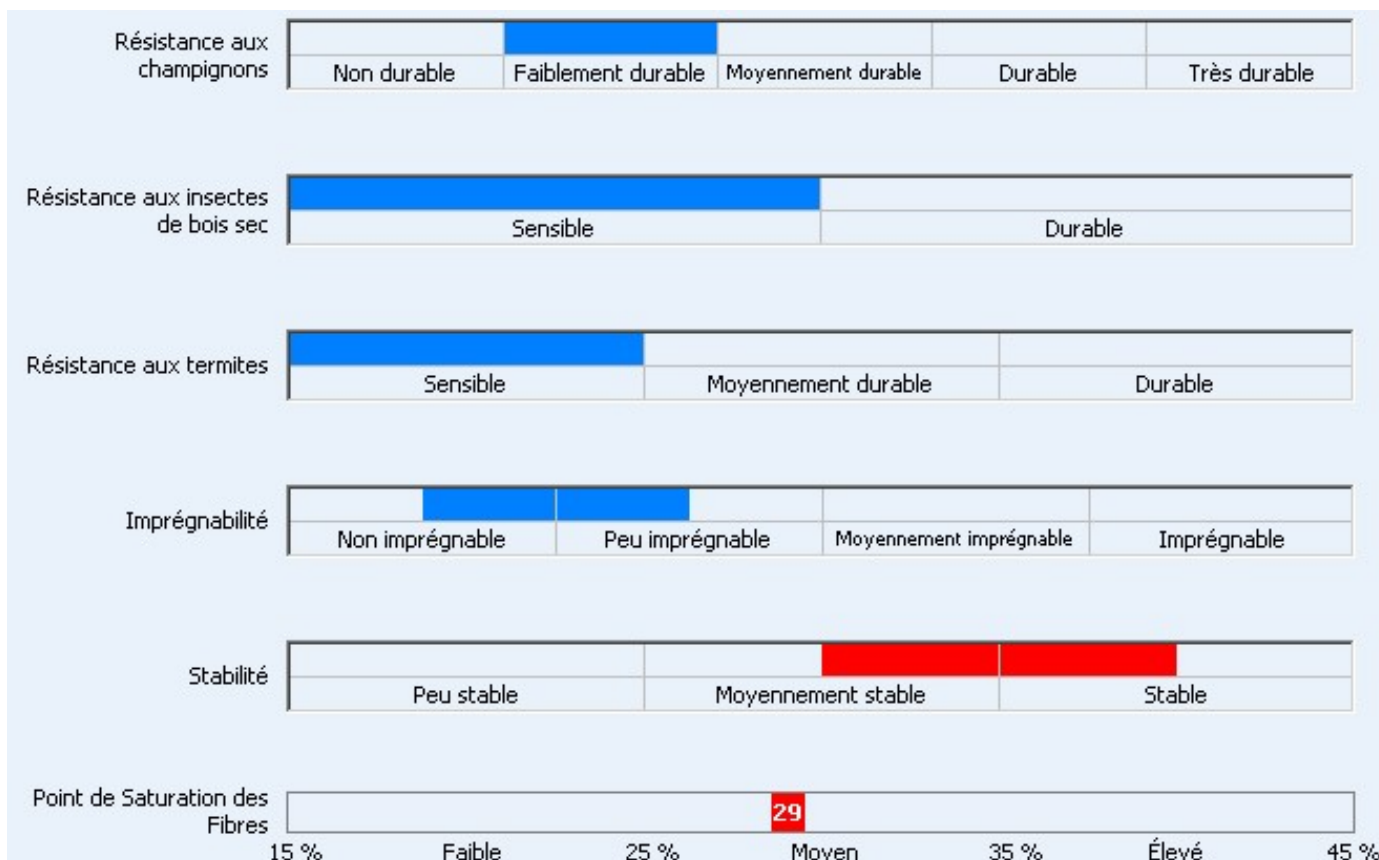 Résistance aux
champignons
Non durable Faiblement durable Moyennement durable Durable Très durable
Résistance aux insectes
de bois sec
Sensible Durable
Résistance aux termites
Sensible Moyennement durable Durable
Imprégnabilité
Non imprégnable Peu imprégnable Moyennement imprégnable Imprégnable
Stabilité
Peu stable Moyennement stable Stable
Point de Saturation des
Fibres
29
15 % Faible 25 % Moyen 35 % Élevé 45 %